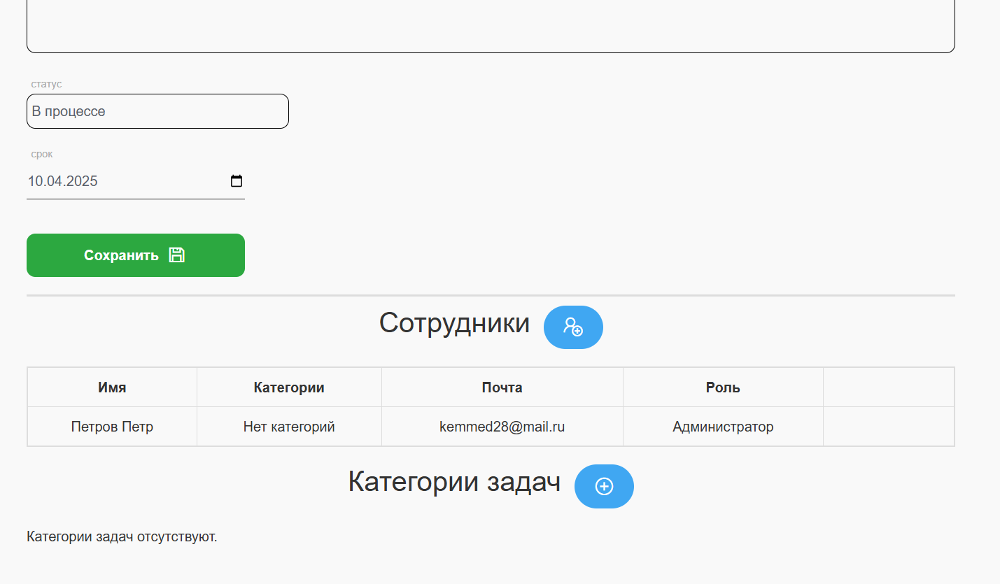 статус
В процессе
срок
10.04.2025
Сохранить
Сотрудники
Имя Категории Почта Роль
Петров Петр Нет категорий kemmed28@mail.ru Администратор
Категории задач
Категории задач отсутствуют.